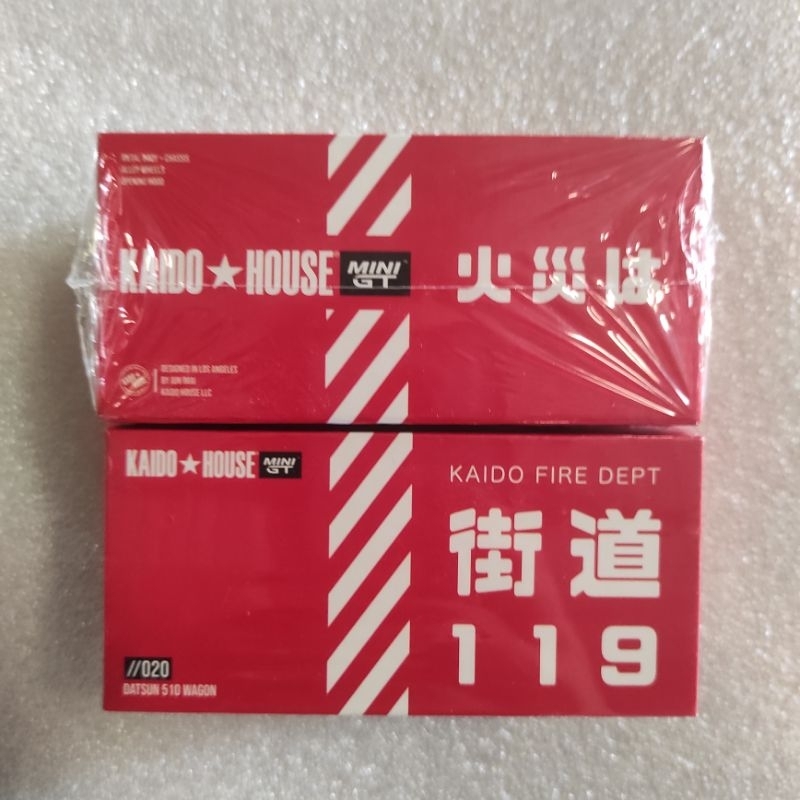 METAL BODY + CHASSIS
ALLOY WHEELS
OPENING HOOD
KAIDO★HOUSE MINI GT
火災は
DESIGNED IN LOS ANGELES
BY JUN IMAI
KAIDO HOUSE LLC
KAIDO★HOUSE MINI GT
KAIDO FIRE DEPT
街道
119
//020
DATSUN 510 WAGON